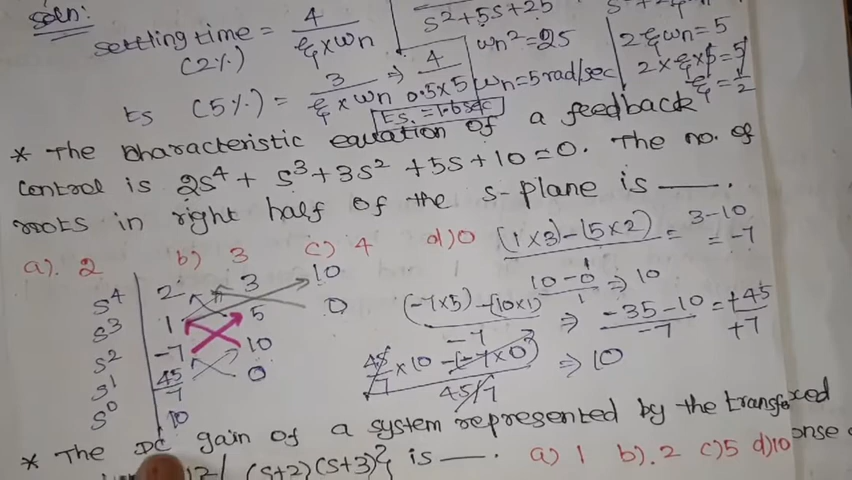 Soln:
Settling time = 4 / ξ × ωn
(2%)
ts (5%) = 3 / ξ × ωn ⇒ 4 / 0.5 × 5
ts. = 1.6 sec
s² + 5s + 25
ωn² = 25
ωn = 5 rad/sec
2ξωn = 5
2 × ξ × 5 = 5
ξ = 1/2
* The characteristic equation of a feedback
control is 2s⁴ + s³ + 3s² + 5s + 10 = 0. The no. of
roots in right half of the s-plane is ___.
a). 2 b) 3 c) 4 d) 0
s⁴ 2 3 10
s³ 1 5 0
s² -7 10
s¹ 45/7 0
s⁰ 10
(1×3) - (5×2) / 1 = 3-10 = -7
10-0 / 1 ⇒ 10
(-7×5) - (10×1) / -7 ⇒ -35-10 / -7 = +45 / +7
45/7 × 10 - (-7×0) / 45/7 ⇒ 10
* The DC gain of a system represented by the
(s+2) (s+3)} is ___. a) 1 b). 2 c) 5 d) 10